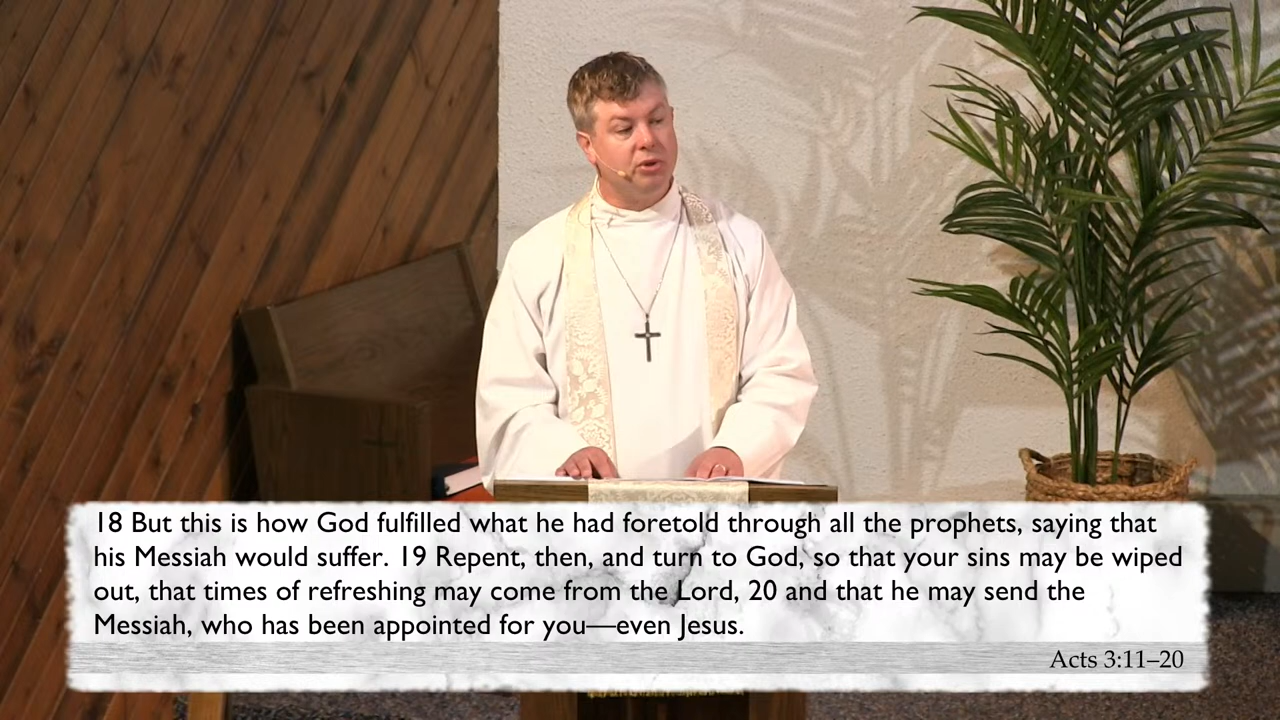 18 But this is how God fulfilled what he had foretold through all the prophets, saying that
his Messiah would suffer. 19 Repent, then, and turn to God, so that your sins may be wiped
out, that times of refreshing may come from the Lord, 20 and that he may send the
Messiah, who has been appointed for you—even Jesus.
Acts 3:11–20